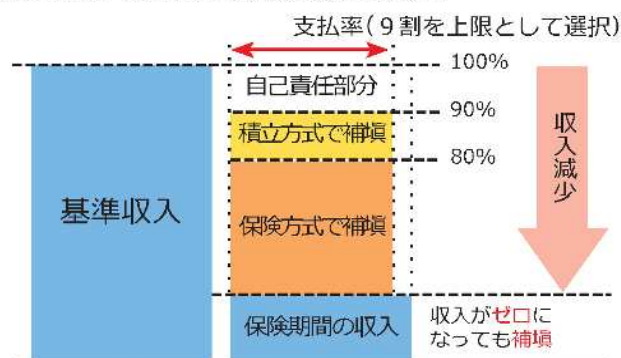 支払率(９割を上限として選択)
100%
自己責任部分
90%
積立方式で補塡
80%
収入減少
基準収入
保険方式で補塡
保険期間の収入
収入がゼロに
なっても補塡